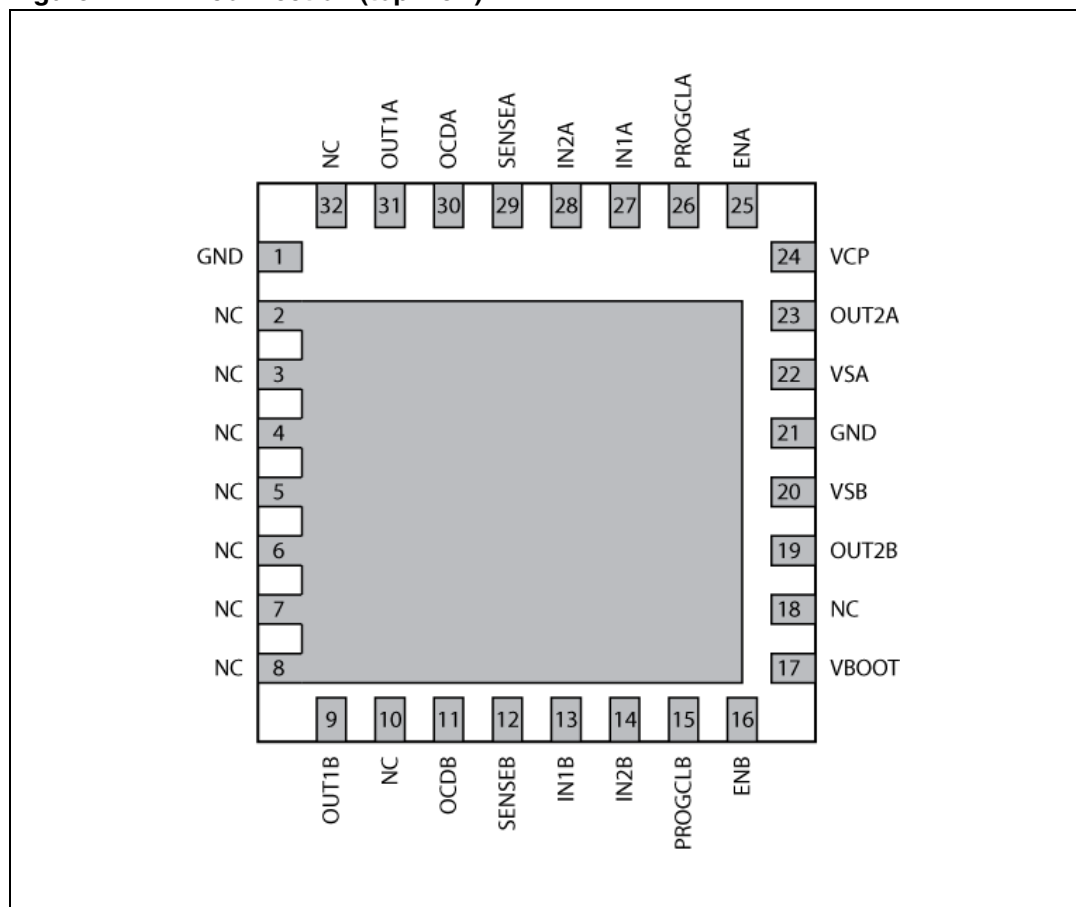 NC
OUT1A
OCDA
SENSEA
IN2A
IN1A
PROGCLA
ENA
32 31 30 29 28 27 26 25
GND 1 24 VCP
NC 2 23 OUT2A
NC 3 22 VSA
NC 4 21 GND
NC 5 20 VSB
NC 6 19 OUT2B
NC 7 18 NC
NC 8 17 VBOOT
9 10 11 12 13 14 15 16
OUT1B
NC
OCDB
SENSEB
IN1B
IN2B
PROGCLB
ENB